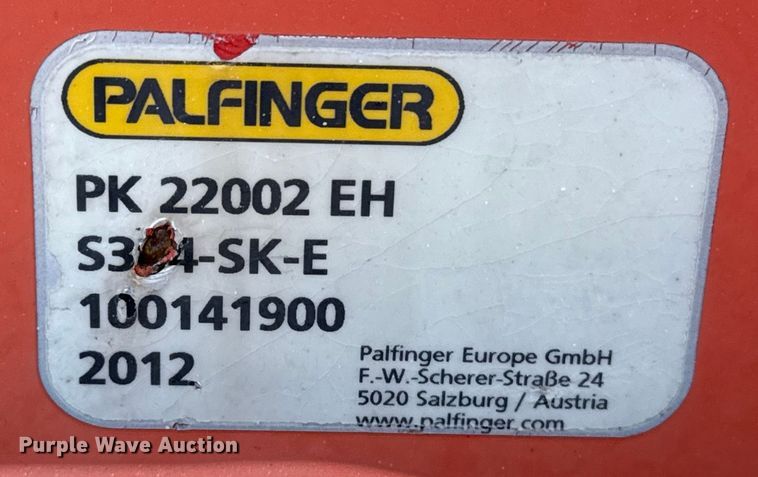 PALFINGER
PK 22002 EH
100141900
2012
Palfinger Europe GmbH
F.-W.-Scherer-Straße 24
5020 Salzburg / Austria
www.palfinger.com
Purple Wave Auction